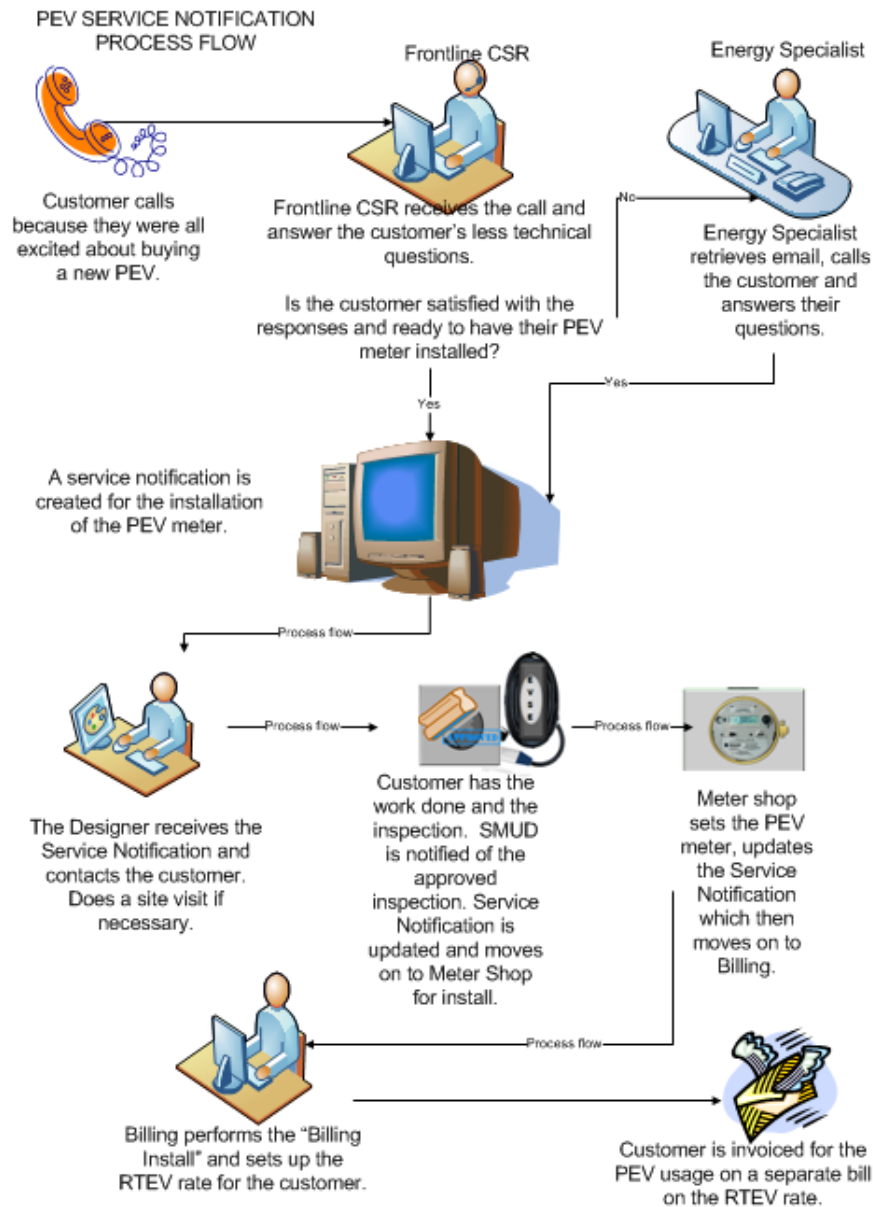 PEV SERVICE NOTIFICATION
PROCESS FLOW
Frontline CSR
Energy Specialist
Customer calls
because they were all
excited about buying
a new PEV.
Frontline CSR receives the call and
answer the customer's less technical
questions.
No
Energy Specialist
retrieves email, calls
the customer and
answers their
questions.
Is the customer satisfied with the
responses and ready to have their PEV
meter installed?
Yes
Yes
A service notification is
created for the installation
of the PEV meter.
Process flow
Process flow
E
V
S
E
Process flow
The Designer receives the
Service Notification and
contacts the customer.
Does a site visit if
necessary.
Customer has the
work done and the
inspection. SMUD
is notified of the
approved
inspection. Service
Notification is
updated and moves
on to Meter Shop
for install.
Meter shop
sets the PEV
meter, updates
the Service
Notification
which then
moves on to
Billing.
Process flow
Billing performs the "Billing
Install" and sets up the
RTEV rate for the customer.
Customer is invoiced for the
PEV usage on a separate bill
on the RTEV rate.